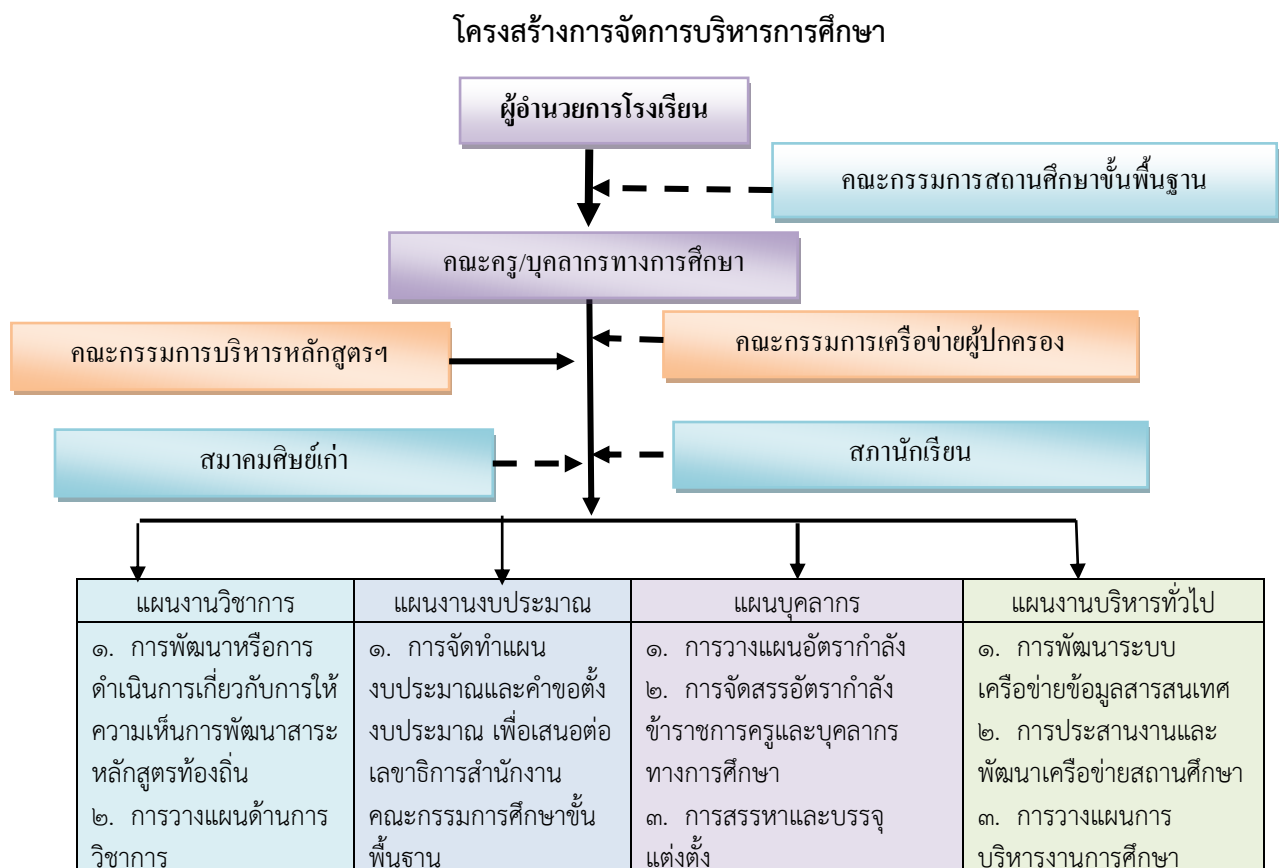 โครงสร้างการจัดการบริหารการศึกษา
ผู้อำนวยการโรงเรียน
คณะกรรมการสถานศึกษาขั้นพื้นฐาน
คณะครู/บุคลากรทางการศึกษา
คณะกรรมการบริหารหลักสูตรฯ
คณะกรรมการเครือข่ายผู้ปกครอง
สมาคมศิษย์เก่า
สภานักเรียน
แผนงานวิชาการ
๑. การพัฒนาหรือการ
ดำเนินการเกี่ยวกับการให้
ความเห็นการพัฒนาสาระ
หลักสูตรท้องถิ่น
๒. การวางแผนด้านการ
วิชาการ
แผนงานงบประมาณ
๑. การจัดทำแผน
งบประมาณและคำขอตั้ง
งบประมาณ เพื่อเสนอต่อ
เลขาธิการสำนักงาน
คณะกรรมการศึกษาขั้น
พื้นฐาน
แผนบุคลากร
๑. การวางแผนอัตรากำลัง
๒. การจัดสรรอัตรากำลัง
ข้าราชการครูและบุคลากร
ทางการศึกษา
๓. การสรรหาและบรรจุ
แต่งตั้ง
แผนงานบริหารทั่วไป
๑. การพัฒนาระบบ
เครือข่ายข้อมูลสารสนเทศ
๒. การประสานงานและ
พัฒนาเครือข่ายสถานศึกษา
๓. การวางแผนการ
บริหารงานการศึกษา